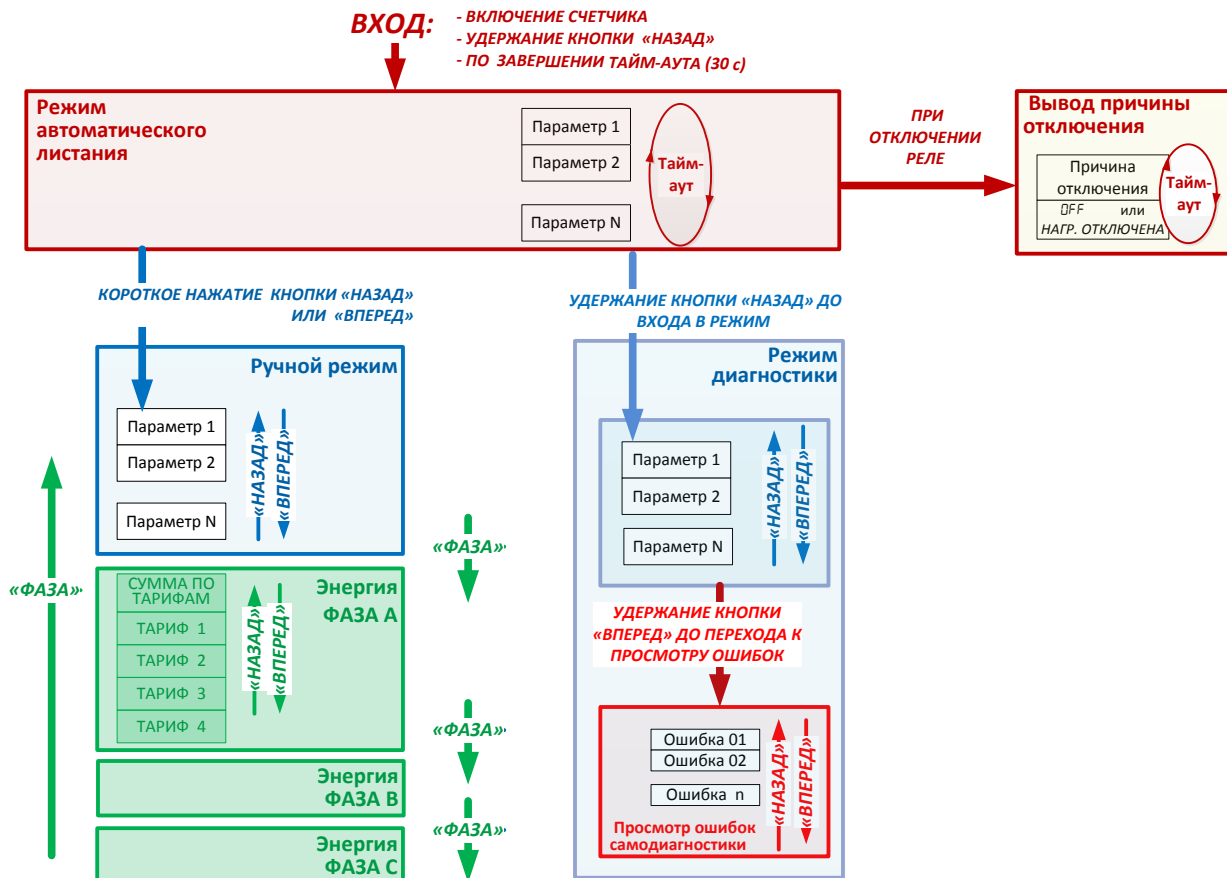 ВХОД:
- ВКЛЮЧЕНИЕ СЧЕТЧИКА
- УДЕРЖАНИЕ КНОПКИ «НАЗАД»
- ПО ЗАВЕРШЕНИИ ТАЙМ-АУТА (30 с)
Режим
автоматического
листания
Параметр 1
Параметр 2
Параметр N
Тайм-
аут
ПРИ
ОТКЛЮЧЕНИИ
РЕЛЕ
Вывод причины
отключения
Причина
отключения
OFF или
НАГР. ОТКЛЮЧЕНА
Тайм-
аут
КОРОТКОЕ НАЖАТИЕ КНОПКИ «НАЗАД»
ИЛИ «ВПЕРЕД»
УДЕРЖАНИЕ КНОПКИ «НАЗАД» ДО
ВХОДА В РЕЖИМ
Ручной режим
Параметр 1
Параметр 2
Параметр N
«НАЗАД»
«ВПЕРЕД»
«ФАЗА»
«ФАЗА»
Энергия
ФАЗА А
СУММА ПО
ТАРИФАМ
ТАРИФ 1
ТАРИФ 2
ТАРИФ 3
ТАРИФ 4
«НАЗАД»
«ВПЕРЕД»
«ФАЗА»
Энергия
ФАЗА В
«ФАЗА»
Энергия
ФАЗА С
Режим
диагностики
Параметр 1
Параметр 2
Параметр N
«НАЗАД»
«ВПЕРЕД»
УДЕРЖАНИЕ КНОПКИ
«ВПЕРЕД» ДО ПЕРЕХОДА К
ПРОСМОТРУ ОШИБОК
Ошибка 01
Ошибка 02
Ошибка n
«НАЗАД»
«ВПЕРЕД»
Просмотр ошибок
самодиагностики